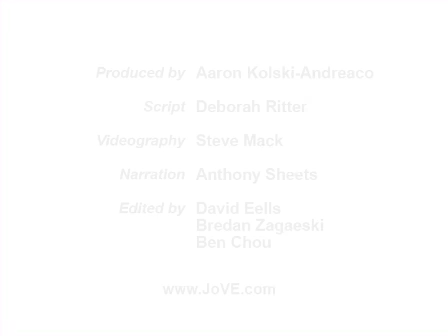 Produced by Aaron Kolski-Andreaco
Script Deborah Ritter
Videography Steve Mack
Narration Anthony Sheets
Edited by David Eells
Bredan Zagaeski
Ben Chou
www.JoVE.com